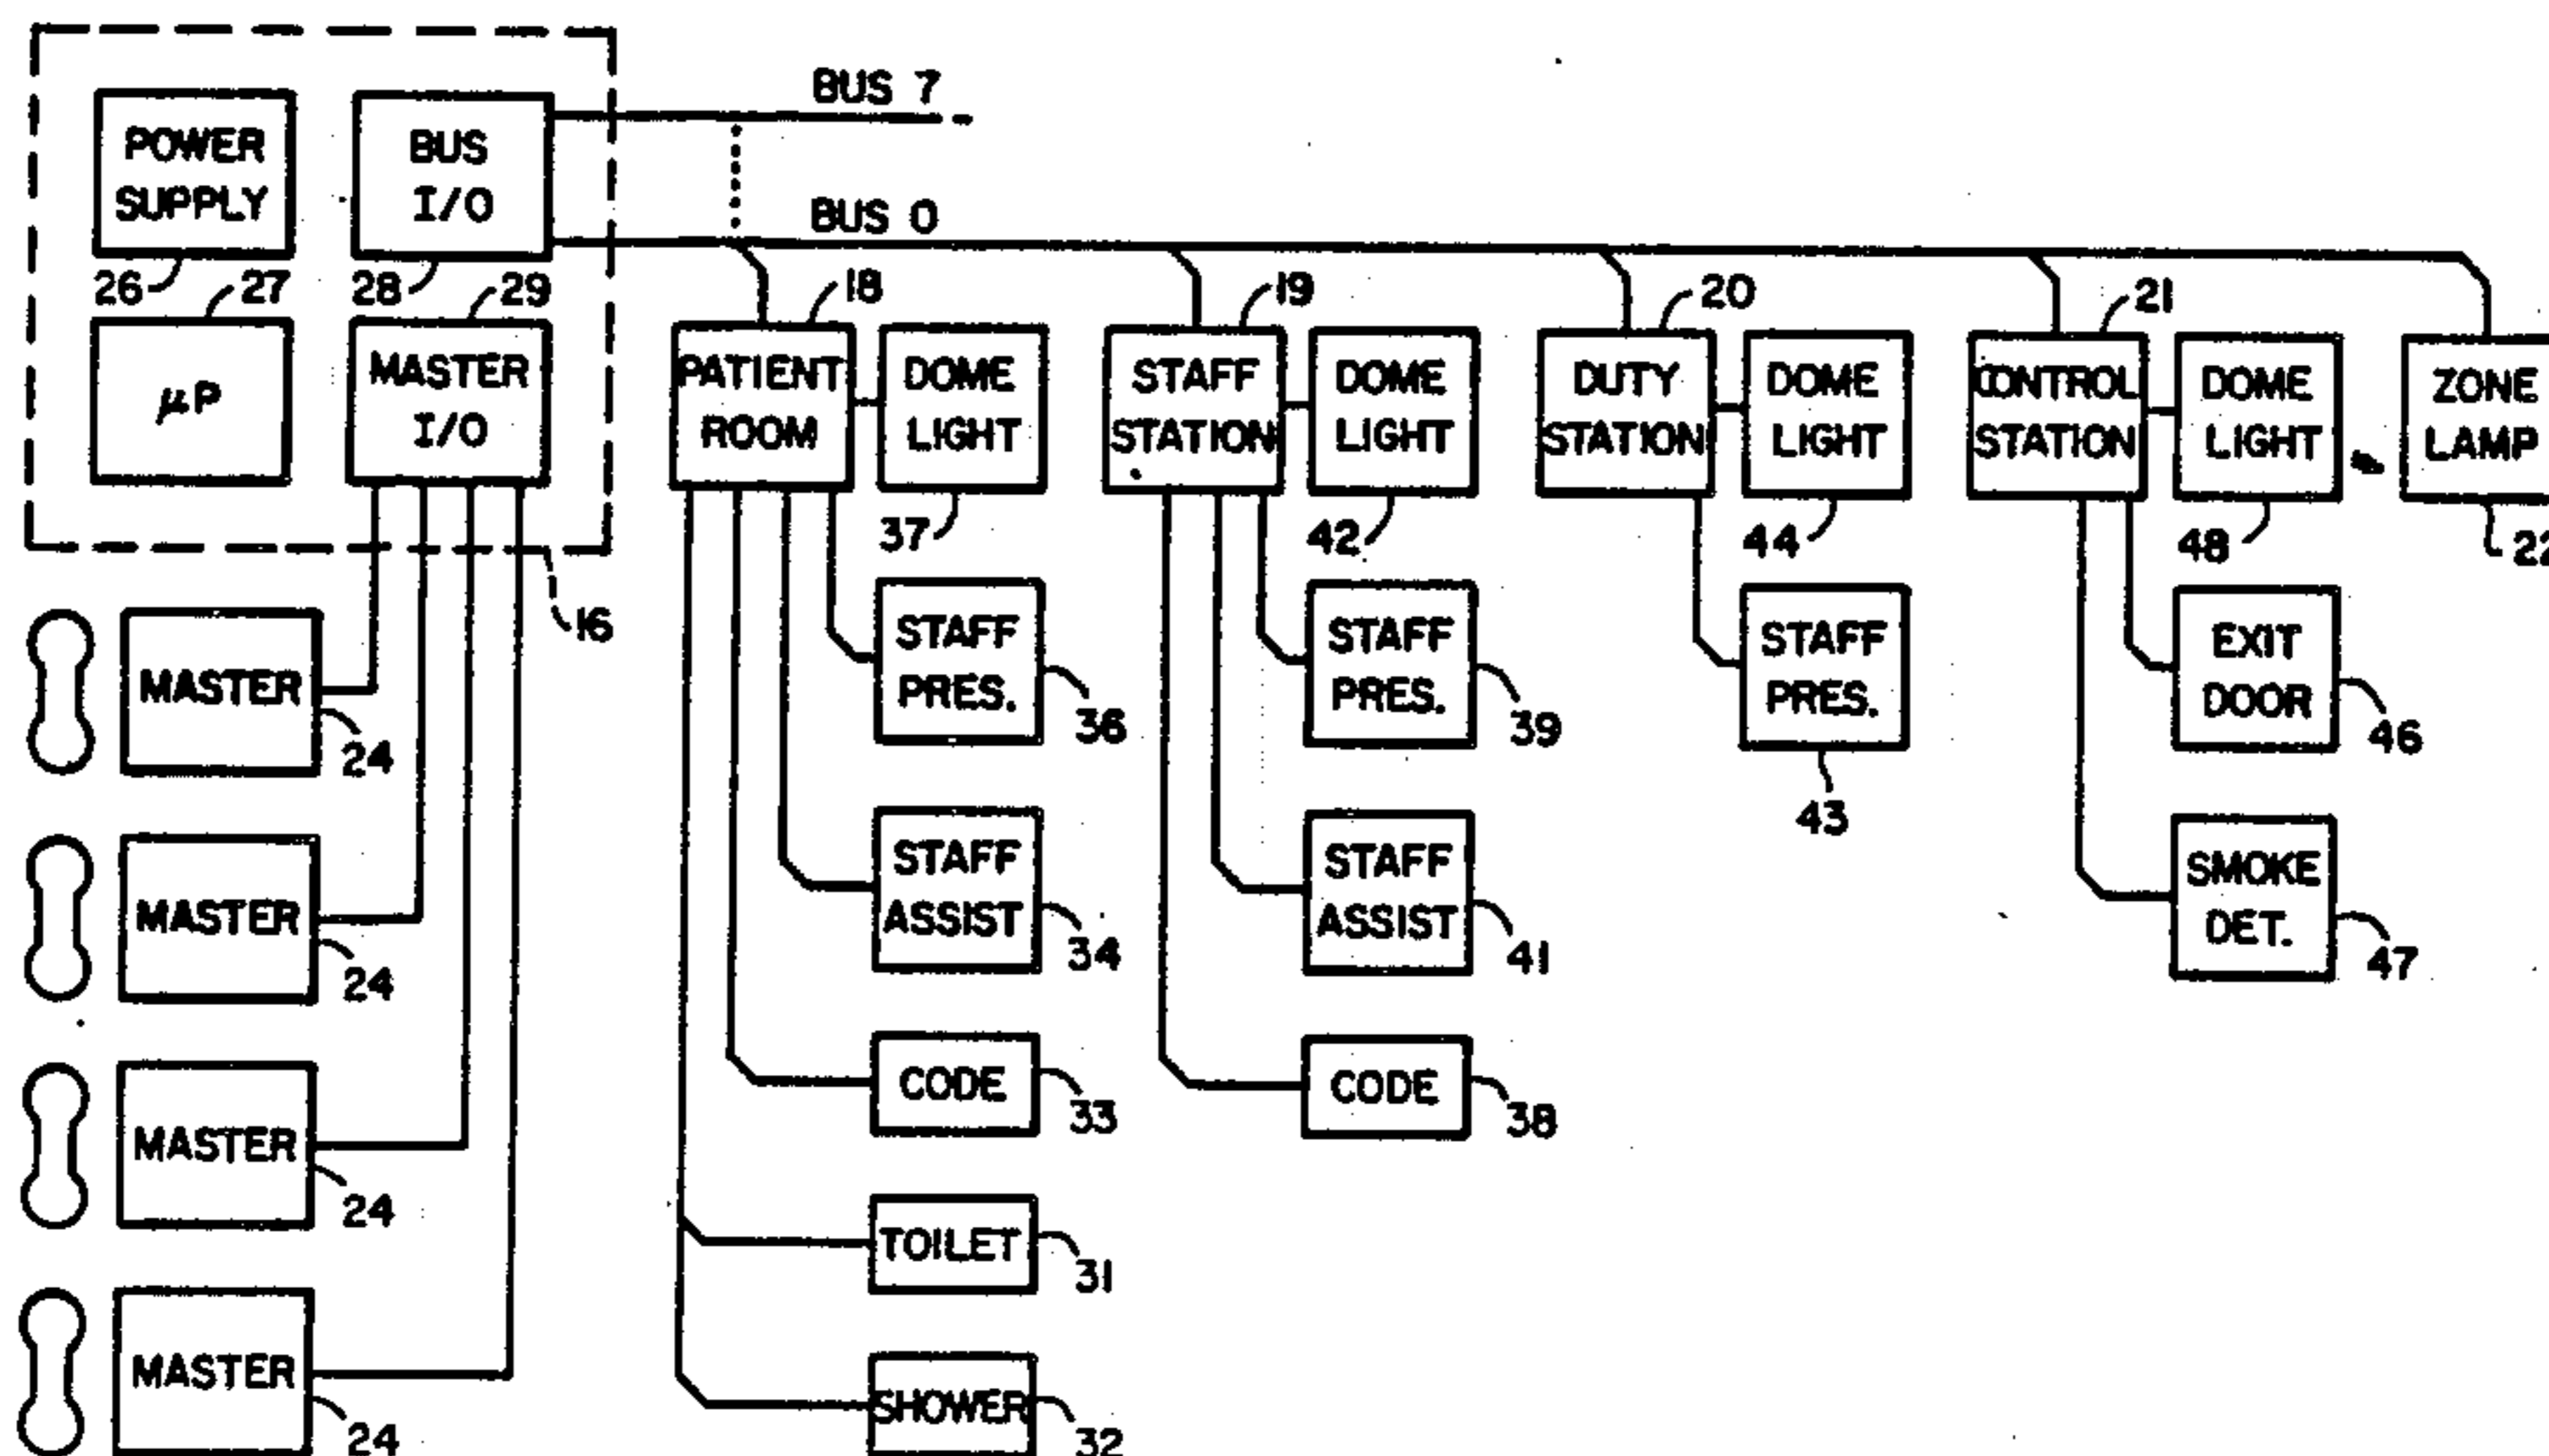 BUS 7
POWER
SUPPLY
BUS
I/O
BUS 0
26
27
28
29
18
19
20
21
μP
MASTER
I/O
PATIENT
ROOM
DOME
LIGHT
STAFF
STATION
DOME
LIGHT
DUTY
STATION
DOME
LIGHT
CONTROL
STATION
DOME
LIGHT
ZONE
LAMP
37
42
44
48
22
16
MASTER
24
STAFF
PRES.
36
STAFF
PRES.
39
STAFF
PRES.
43
EXIT
DOOR
46
MASTER
24
STAFF
ASSIST
34
STAFF
ASSIST
41
SMOKE
DET.
47
MASTER
24
CODE
33
CODE
38
TOILET
31
MASTER
24
SHOWER
32